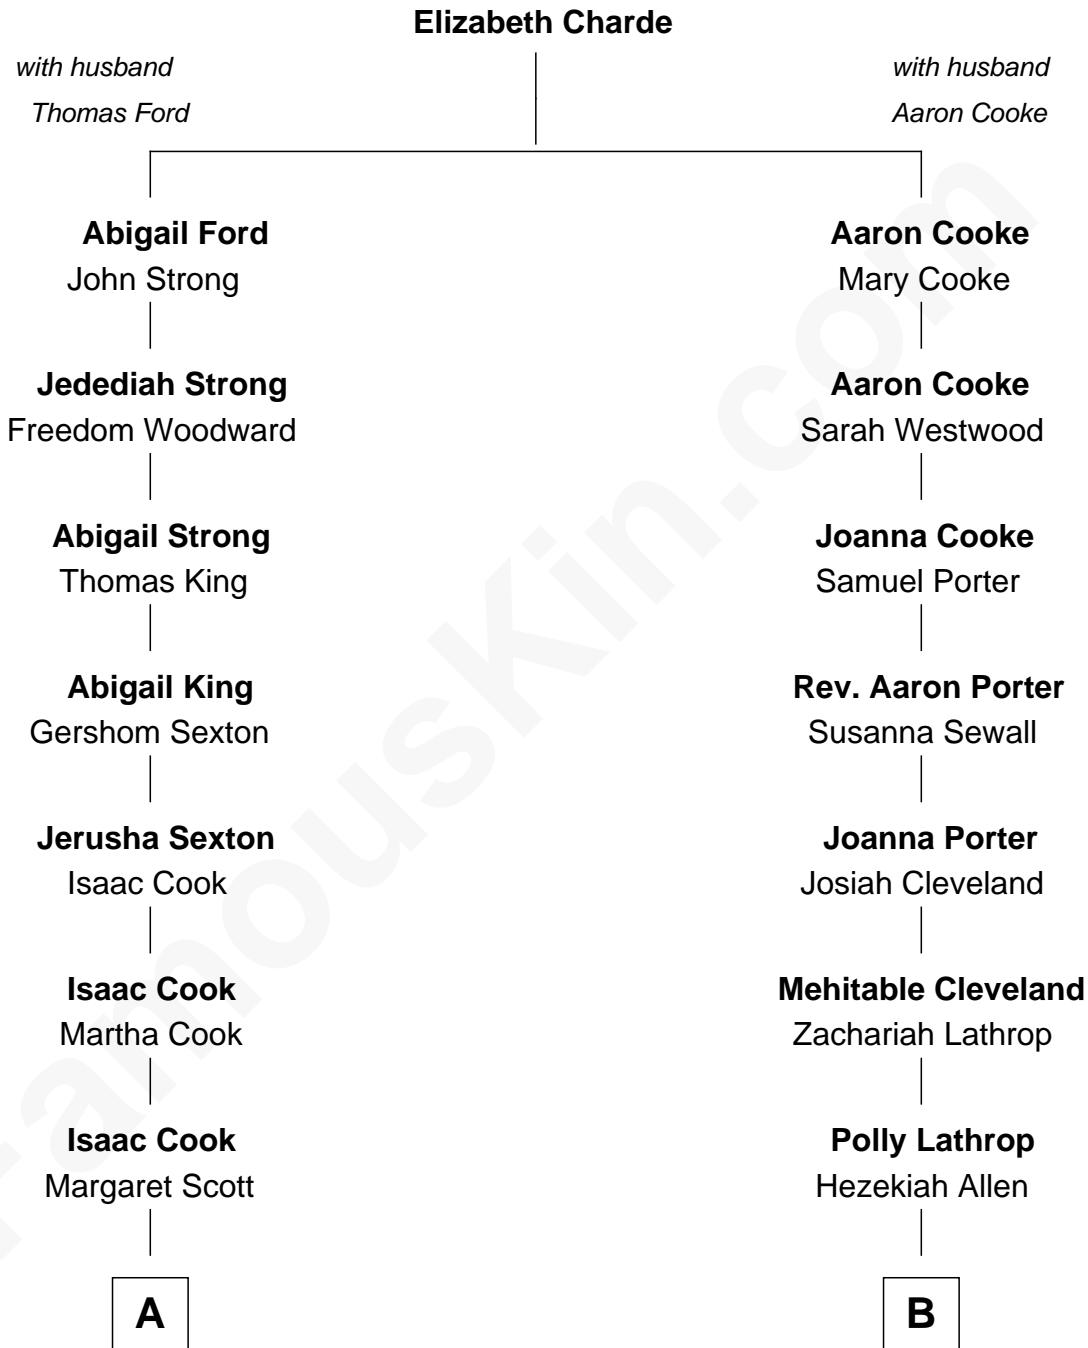 Elizabeth Charde
with husband
Thomas Ford
with husband
Aaron Cooke
Abigail Ford
John Strong
Jedediah Strong
Freedom Woodward
Abigail Strong
Thomas King
Abigail King
Gershom Sexton
Jerusha Sexton
Isaac Cook
Isaac Cook
Martha Cook
Isaac Cook
Margaret Scott
A
Aaron Cooke
Mary Cooke
Aaron Cooke
Sarah Westwood
Joanna Cooke
Samuel Porter
Rev. Aaron Porter
Susanna Sewall
Joanna Porter
Josiah Cleveland
Mehitable Cleveland
Zachariah Lathrop
Polly Lathrop
Hezekiah Allen
B
FamousKin.com